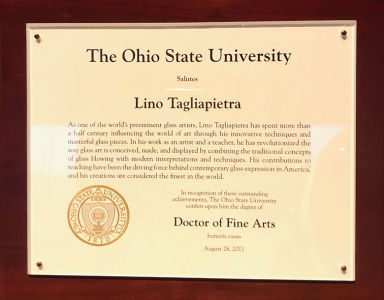 The Ohio State University
Salutes
Lino Tagliapietra
As one of the world's preeminent glass artists, Lino Tagliapietra has spent more than
a half century influencing the world of art through his innovative techniques and
masterful glass pieces. In his work as an artist and a teacher, he has revolutionized the
way glass art is conceived, made, and displayed by combining the traditional concepts
of glass blowing with modern interpretations and techniques. His contributions to
teaching have been the driving force behind contemporary glass expression in America,
and his creations are considered the finest in the world.
In recognition of these outstanding
achievements, The Ohio State University
confers upon him the degree of
Doctor of Fine Arts
honoris causa
August 28, 2011
OHIO STATE UNIVERSITY
1870